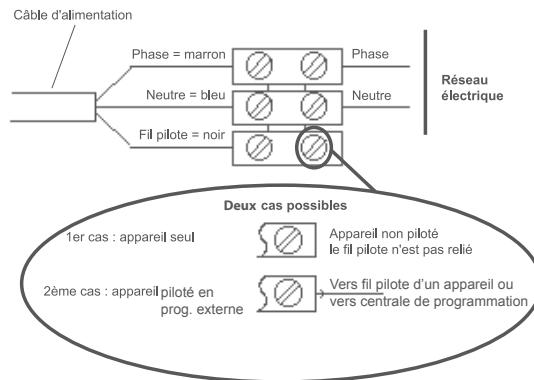 Câble d'alimentation
Phase = marron
Phase
Neutre = bleu
Neutre
Réseau
électrique
Fil pilote = noir
Deux cas possibles
1er cas : appareil seul
Appareil non piloté
le fil pilote n'est pas relié
2ème cas : appareil piloté en
prog. externe
Vers fil pilote d'un appareil ou
vers centrale de programmation